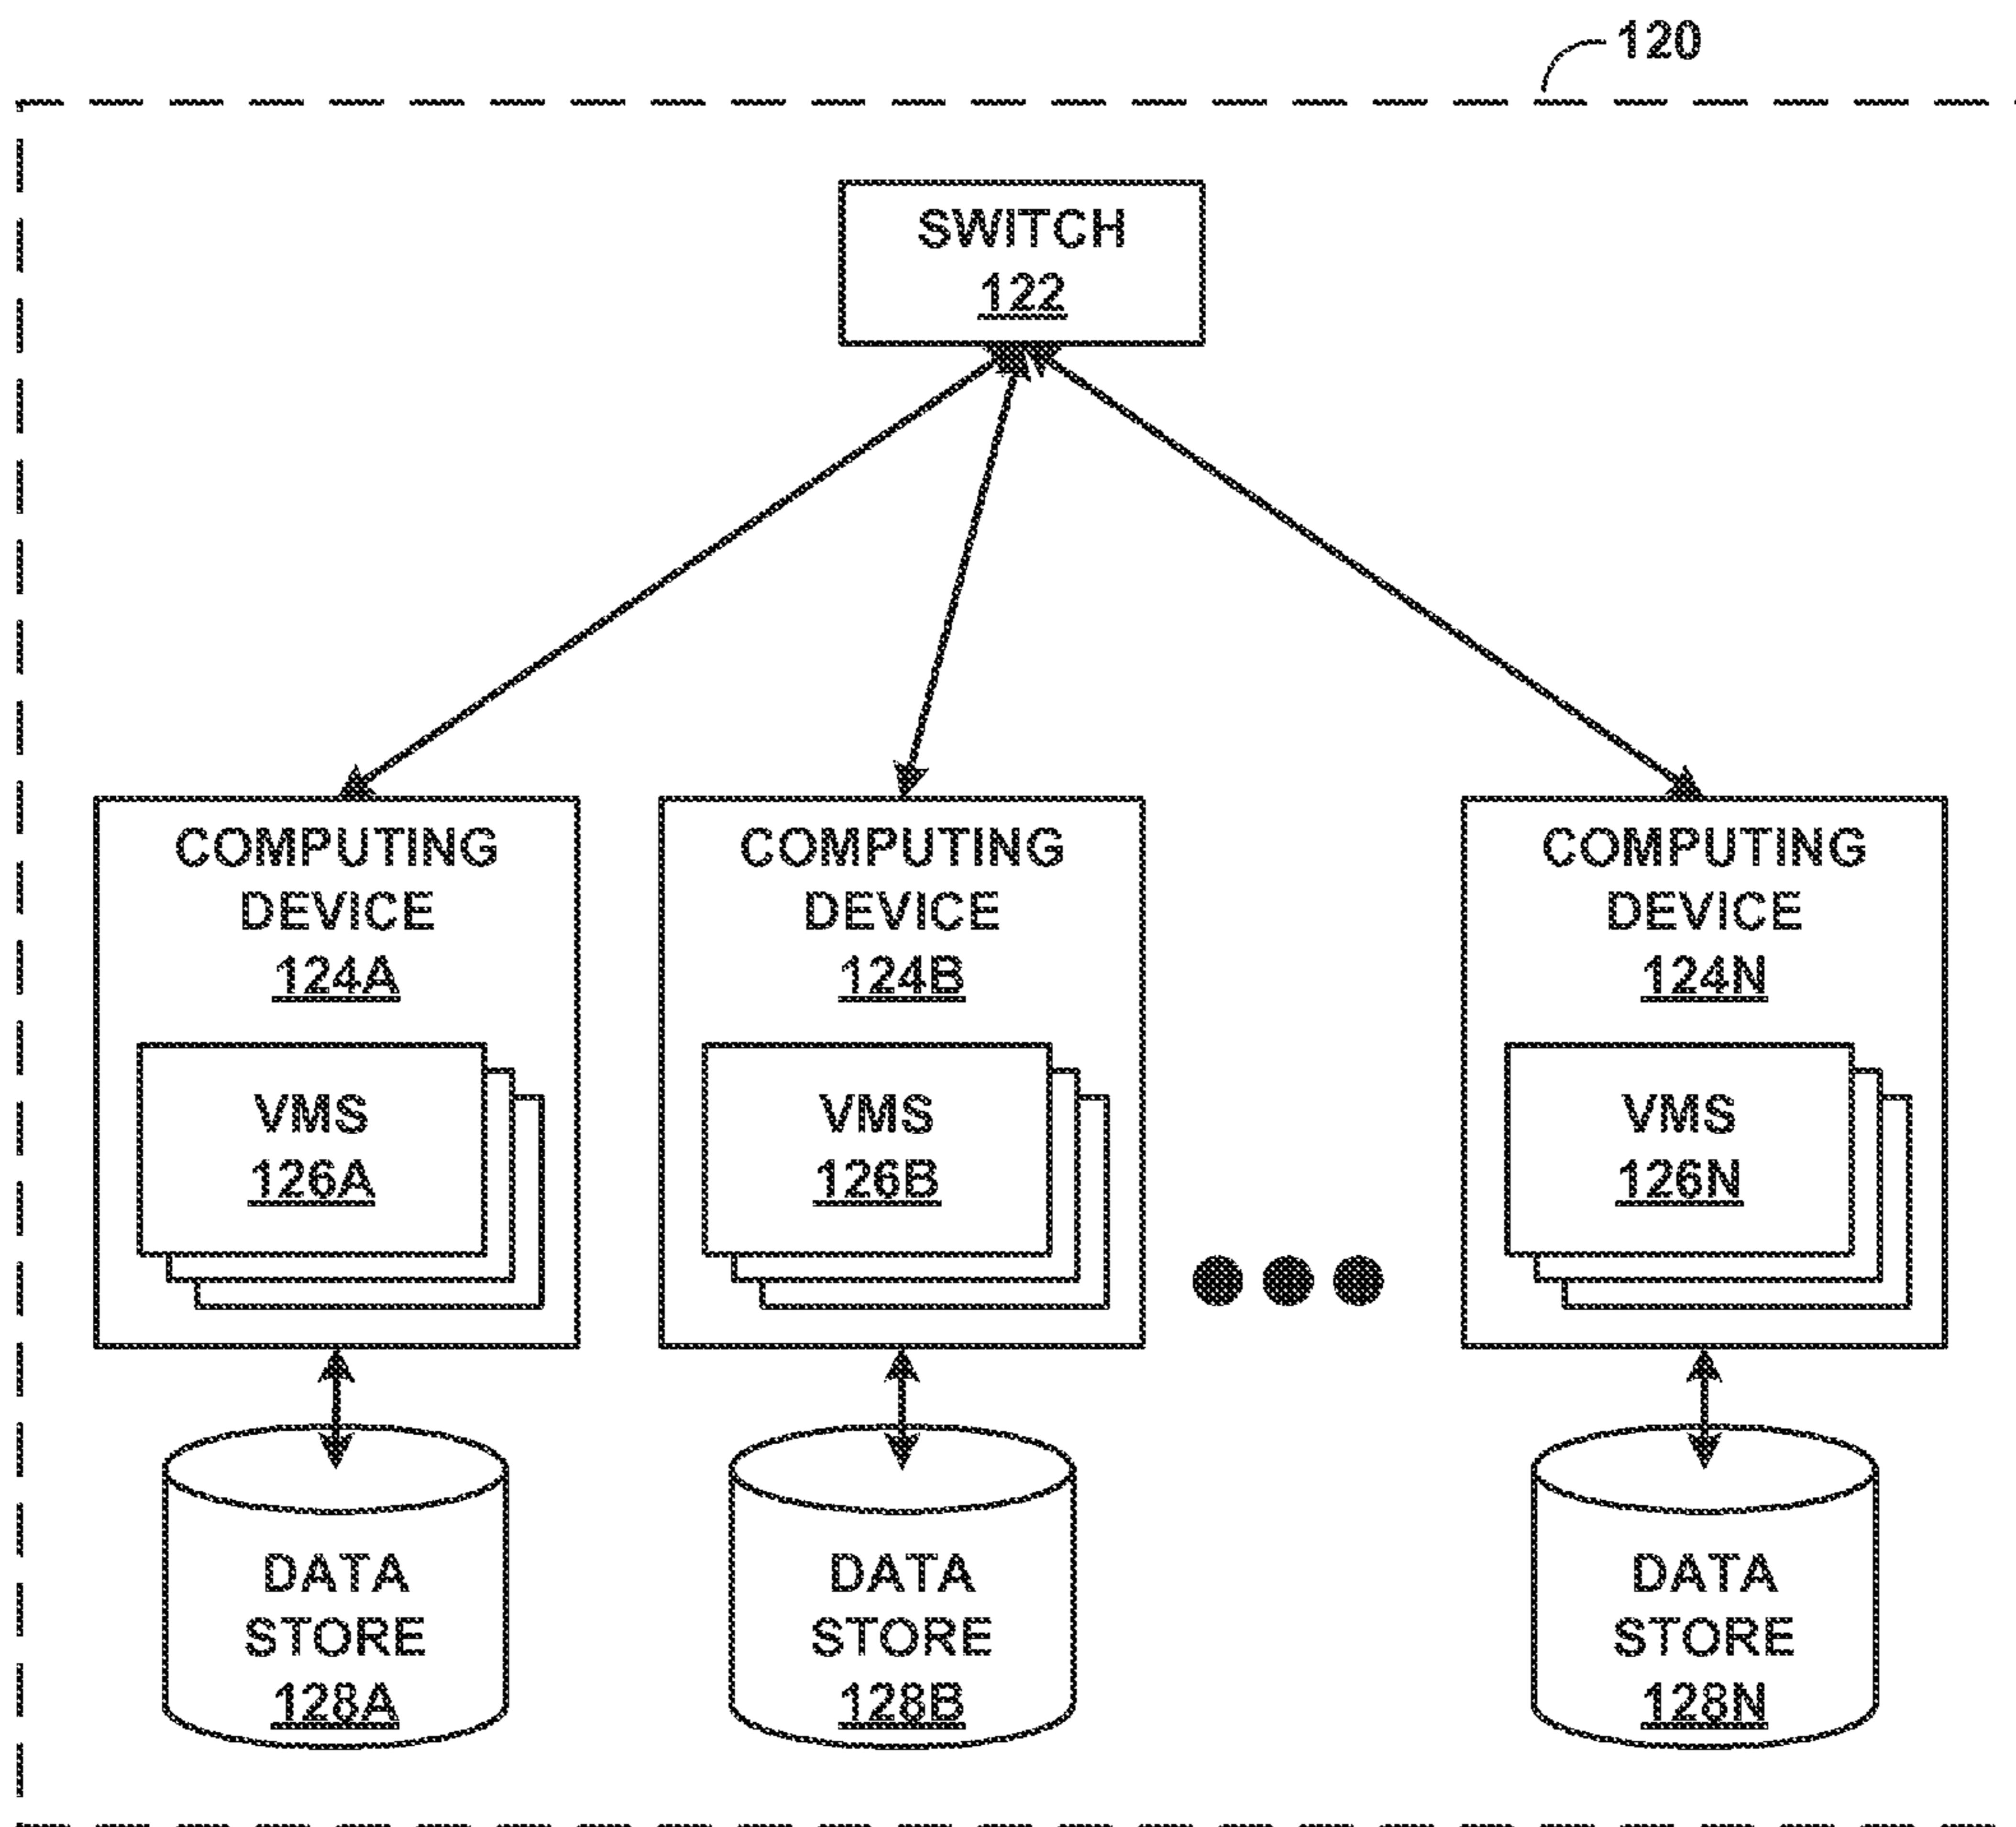 120
SWITCH
122
COMPUTING
DEVICE
124A
VMS
126A
COMPUTING
DEVICE
124B
VMS
126B
COMPUTING
DEVICE
124N
VMS
126N
DATA
STORE
128A
DATA
STORE
128B
DATA
STORE
128N